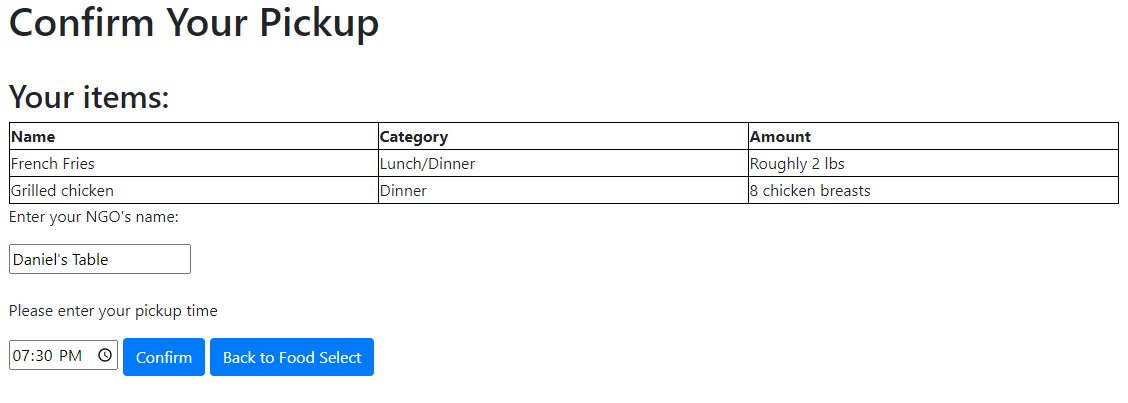 Confirm Your Pickup
Your items:
Name Category Amount
French Fries Lunch/Dinner Roughly 2 lbs
Grilled chicken Dinner 8 chicken breasts
Enter your NGO's name:
Daniel's Table
Please enter your pickup time
07:30 PM Confirm Back to Food Select